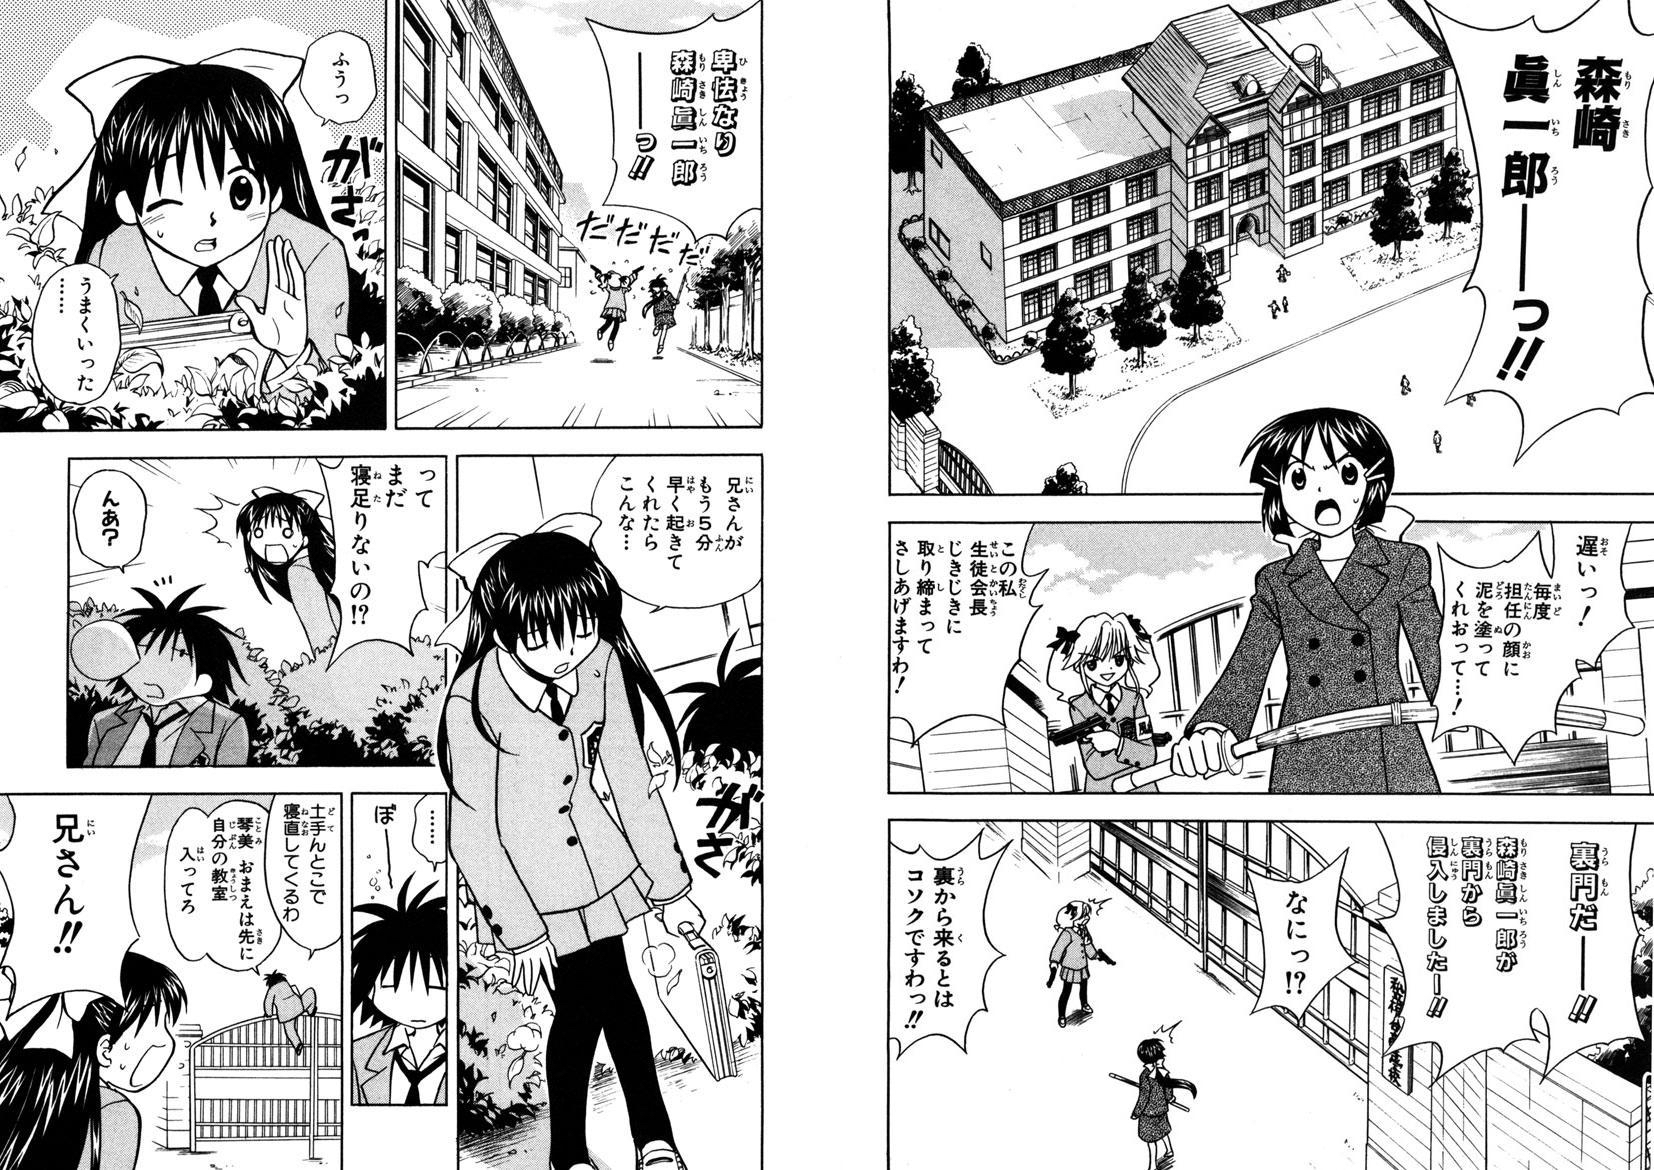 森崎
眞一郎――っ!!
遅いっ!
毎度
担任の顔に
泥を塗って
くれおって……!
この私
生徒会長
じきじきに
取り締まって
さしあげますわ!
裏門だ――!!
森崎眞一郎が
裏門から
侵入しましたー!!
なにっ!?
裏から来るとは
コソクですわっ!!
卑怯なり
森崎眞一郎
――っ!!
だだだだ
ふうっ
がさっ
うまくいった
……
兄さんが
もう5分
早く起きて
くれたら
こんな…
がさ
って
まだ
寝足りないの!?
んあ?
……
ぼー
土手んとこで
寝直してくるわ
琴美 おまえは先に
自分の教室
入ってろ
兄さん!!